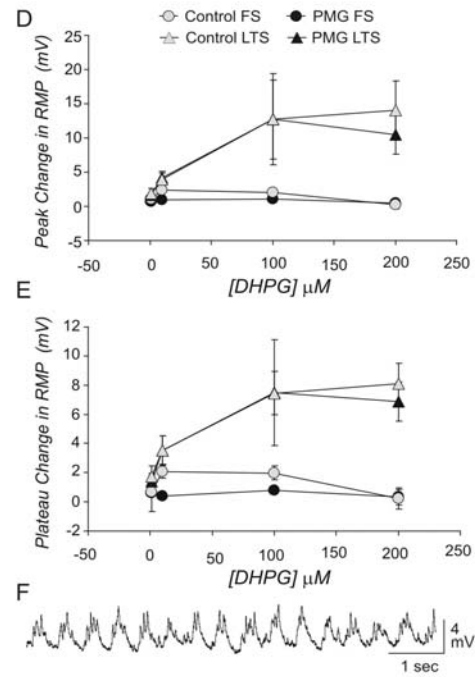 D
Control FS PMG FS
Control LTS PMG LTS
Peak Change in RMP (mV)
25
20
15
10
5
0
-5
-50 0 50 100 150 200 250
[DHPG] µM
E
Plateau Change in RMP (mV)
12
10
8
6
4
2
0
-2
-50 0 50 100 150 200 250
[DHPG] µM
F
4
mV
1 sec